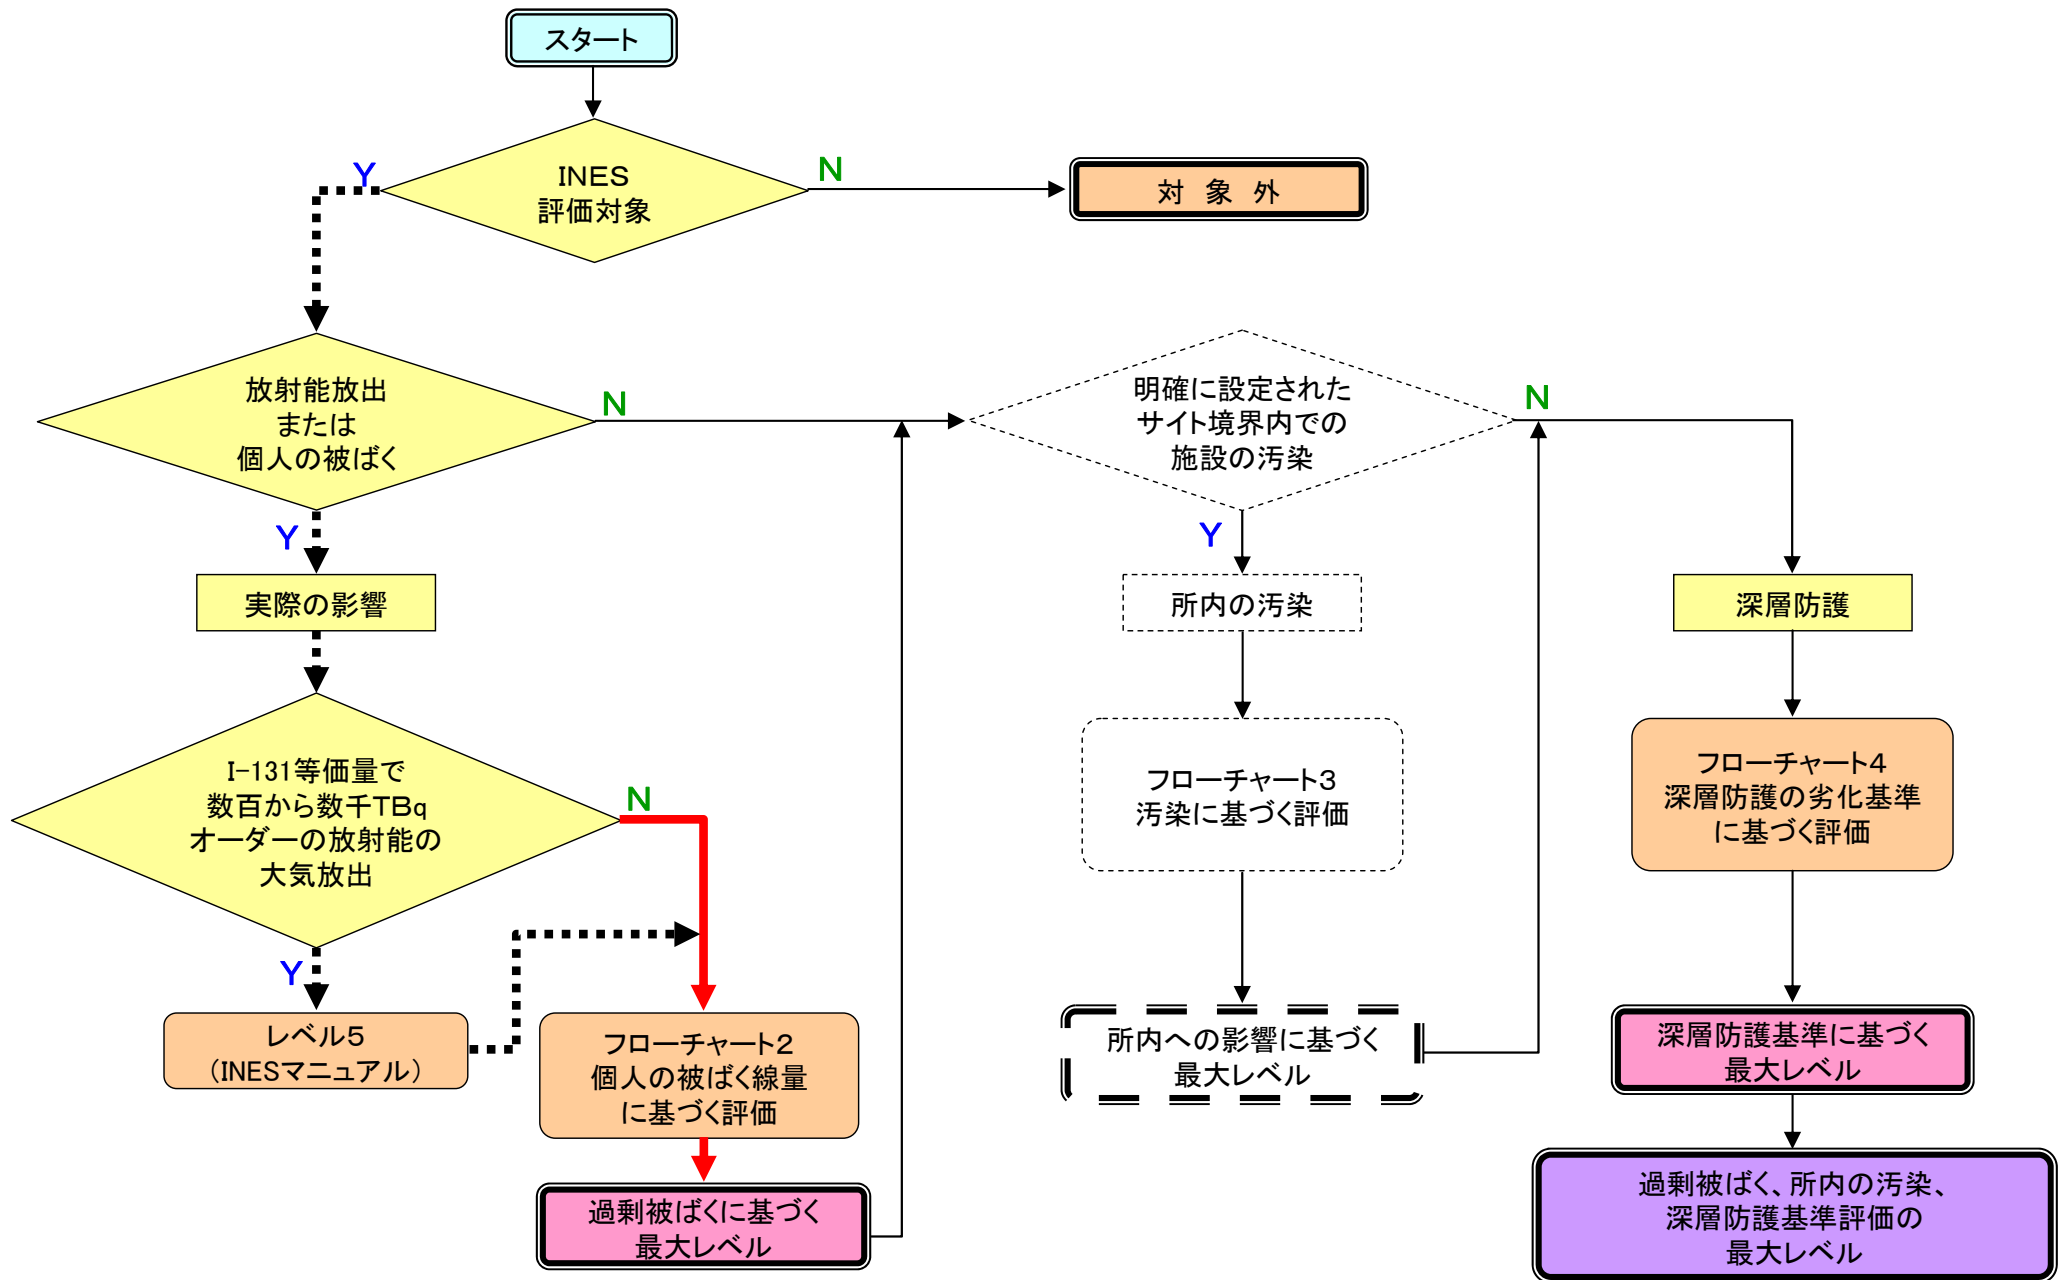 スタート
INES
評価対象
Y
N
対 象 外
放射能放出
または
個人の被ばく
N
Y
実際の影響
I-131等価量で
数百から数千TBq
オーダーの放射能の
大気放出
N
Y
レベル5
(INESマニュアル)
フローチャート2
個人の被ばく線量
に基づく評価
過剰被ばくに基づく
最大レベル
明確に設定された
サイト境界内での
施設の汚染
N
Y
所内の汚染
フローチャート3
汚染に基づく評価
所内への影響に基づく
最大レベル
深層防護
フローチャート4
深層防護の劣化基準
に基づく評価
深層防護基準に基づく
最大レベル
過剰被ばく、所内の汚染、
深層防護基準評価の
最大レベル